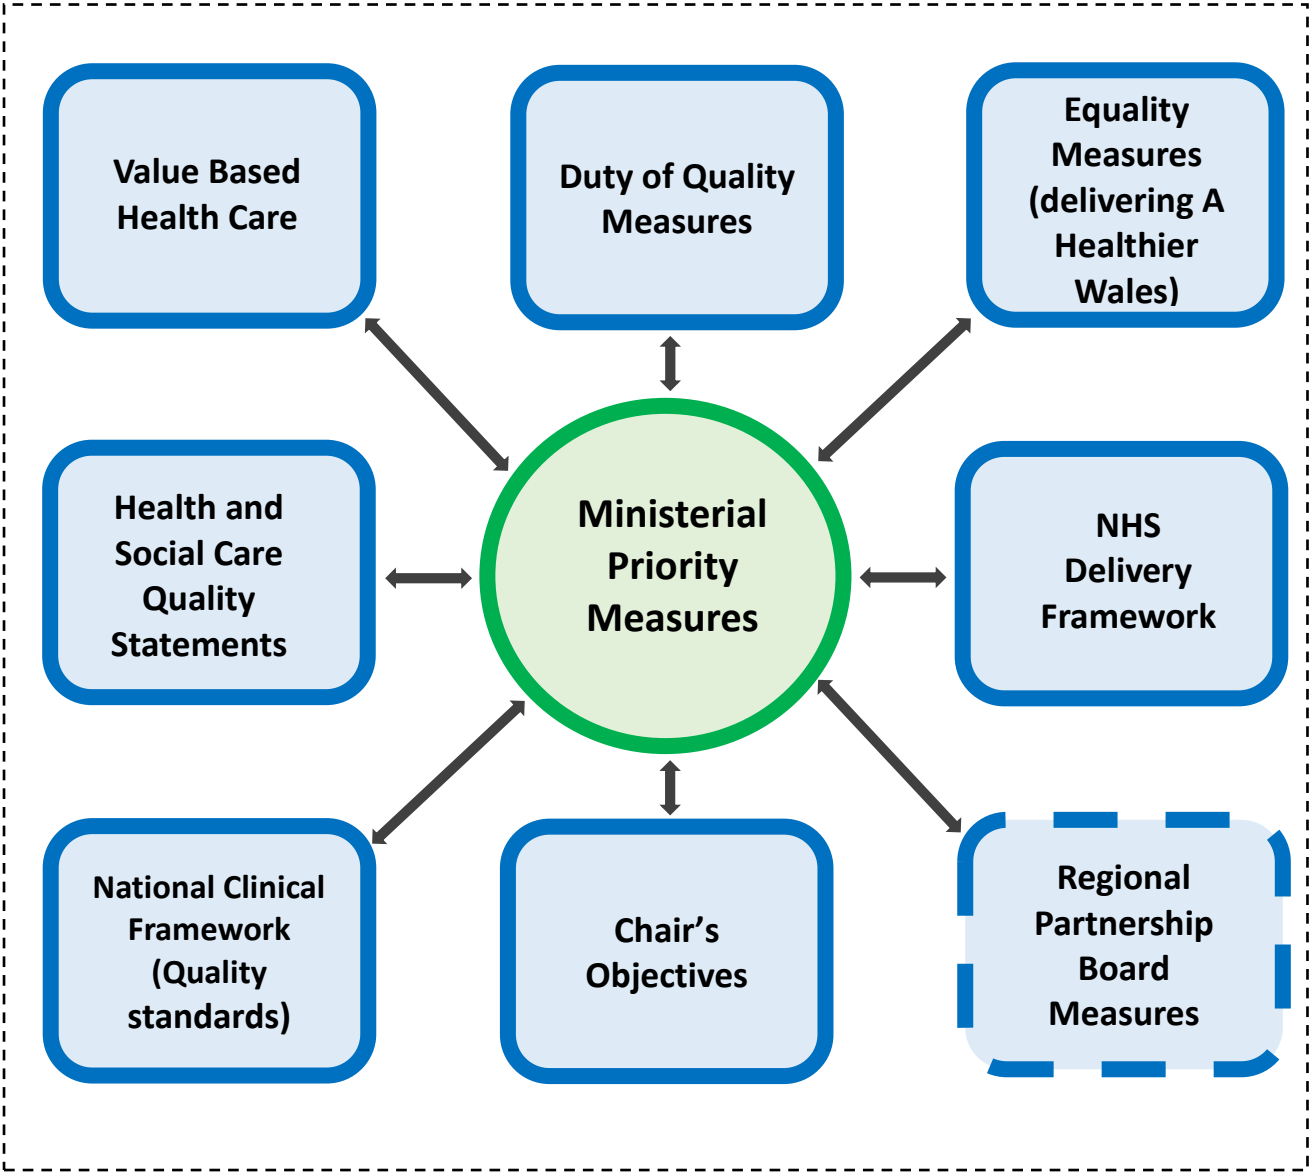 Value Based
Health Care
Duty of Quality
Measures
Equality
Measures
(delivering A
Healthier
Wales)
Health and
Social Care
Quality
Statements
Ministerial
Priority
Measures
NHS
Delivery
Framework
National Clinical
Framework
(Quality
standards)
Chair’s
Objectives
Regional
Partnership
Board
Measures